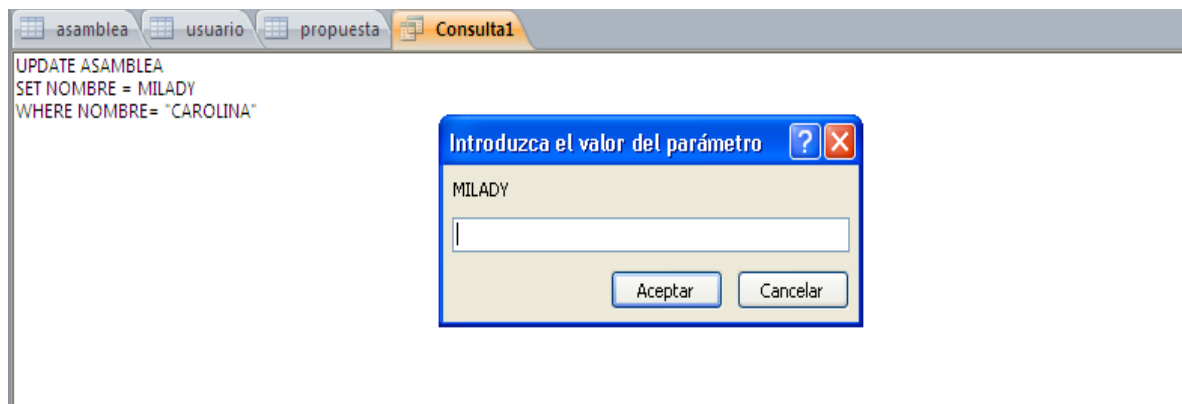 asamblea usuario propuesta Consulta1
UPDATE ASAMBLEA
SET NOMBRE = MILADY
WHERE NOMBRE= "CAROLINA"
Introduzca el valor del parámetro
MILADY
Aceptar Cancelar